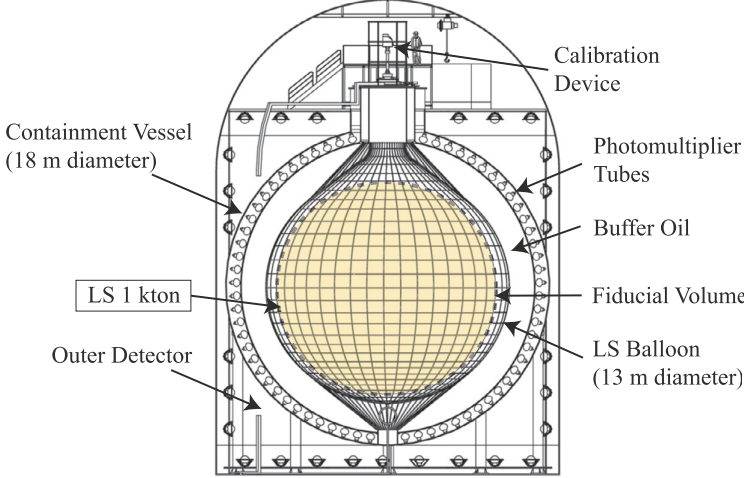 Calibration
Device
Containment Vessel
(18 m diameter)
Photomultiplier
Tubes
Buffer Oil
LS 1 kton
Fiducial Volume
Outer Detector
LS Balloon
(13 m diameter)